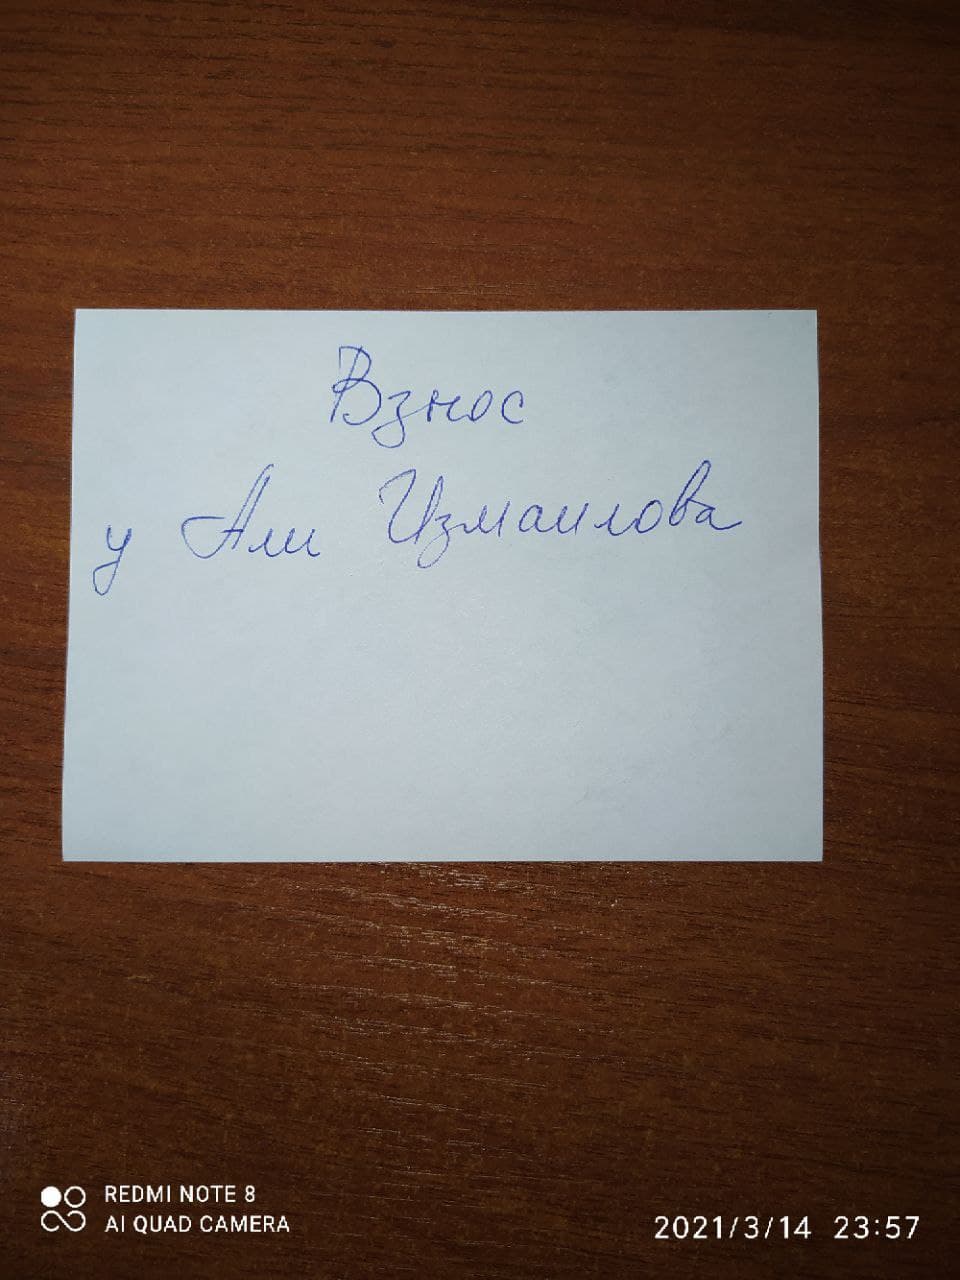 Взнос
у Али Измаилова
REDMI NOTE 8
AI QUAD CAMERA
2021/3/14 23:57